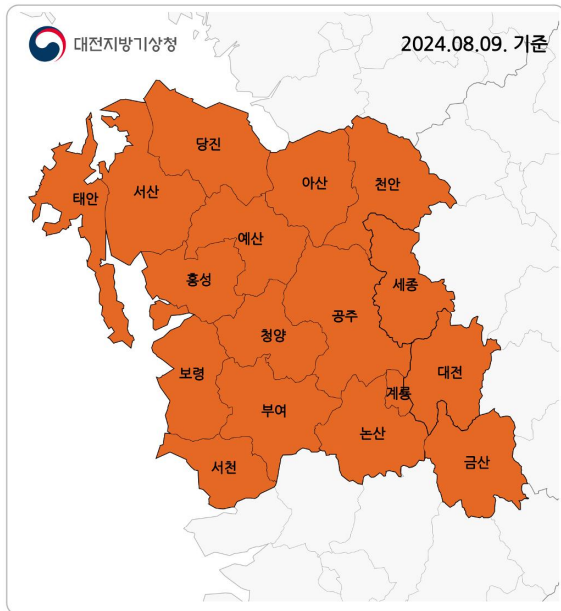 대전지방기상청
2024.08.09. 기준
당진
아산
천안
태안
서산
예산
홍성
세종
공주
청양
보령
대전
계룡
부여
논산
서천
금산